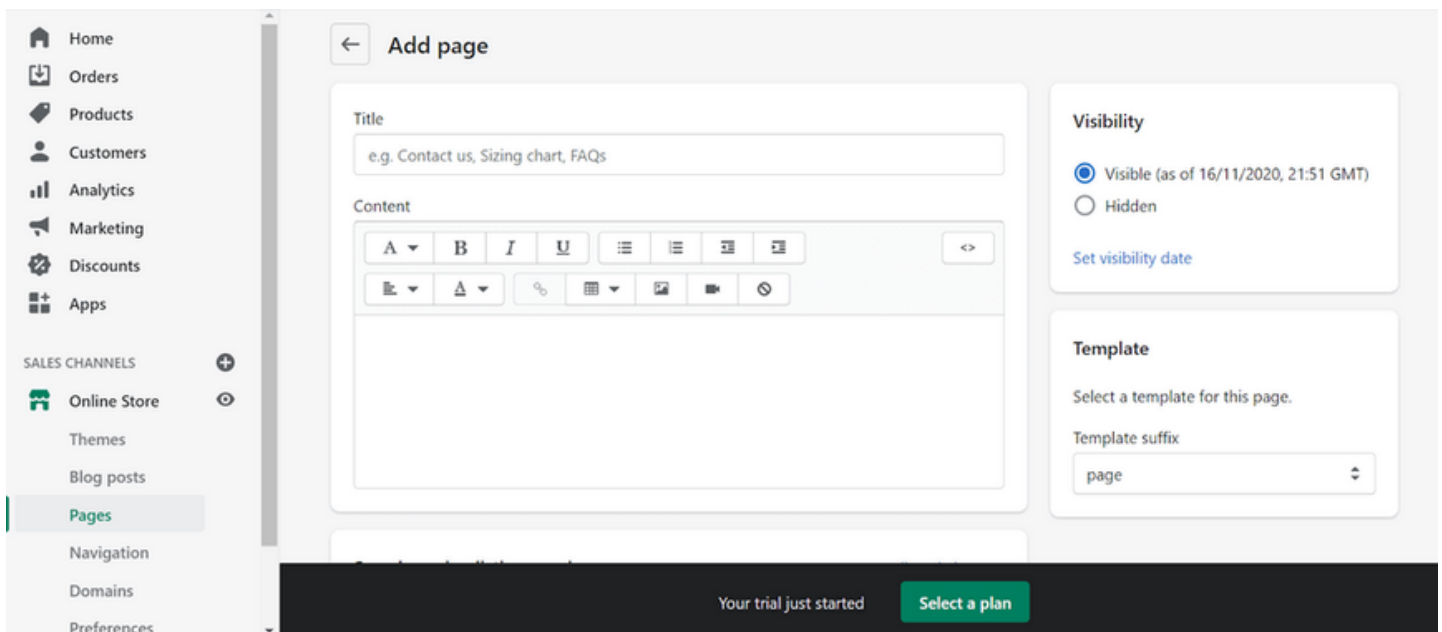 Home
Orders
Products
Customers
Analytics
Marketing
Discounts
Apps
SALES CHANNELS
Online Store
Themes
Blog posts
Pages
Navigation
Domains
Preferences
Add page
Title
e.g. Contact us, Sizing chart, FAQs
Content
A B I U <>
A
Visibility
Visible (as of 16/11/2020, 21:51 GMT)
Hidden
Set visibility date
Template
Select a template for this page.
Template suffix
page
Your trial just started
Select a plan